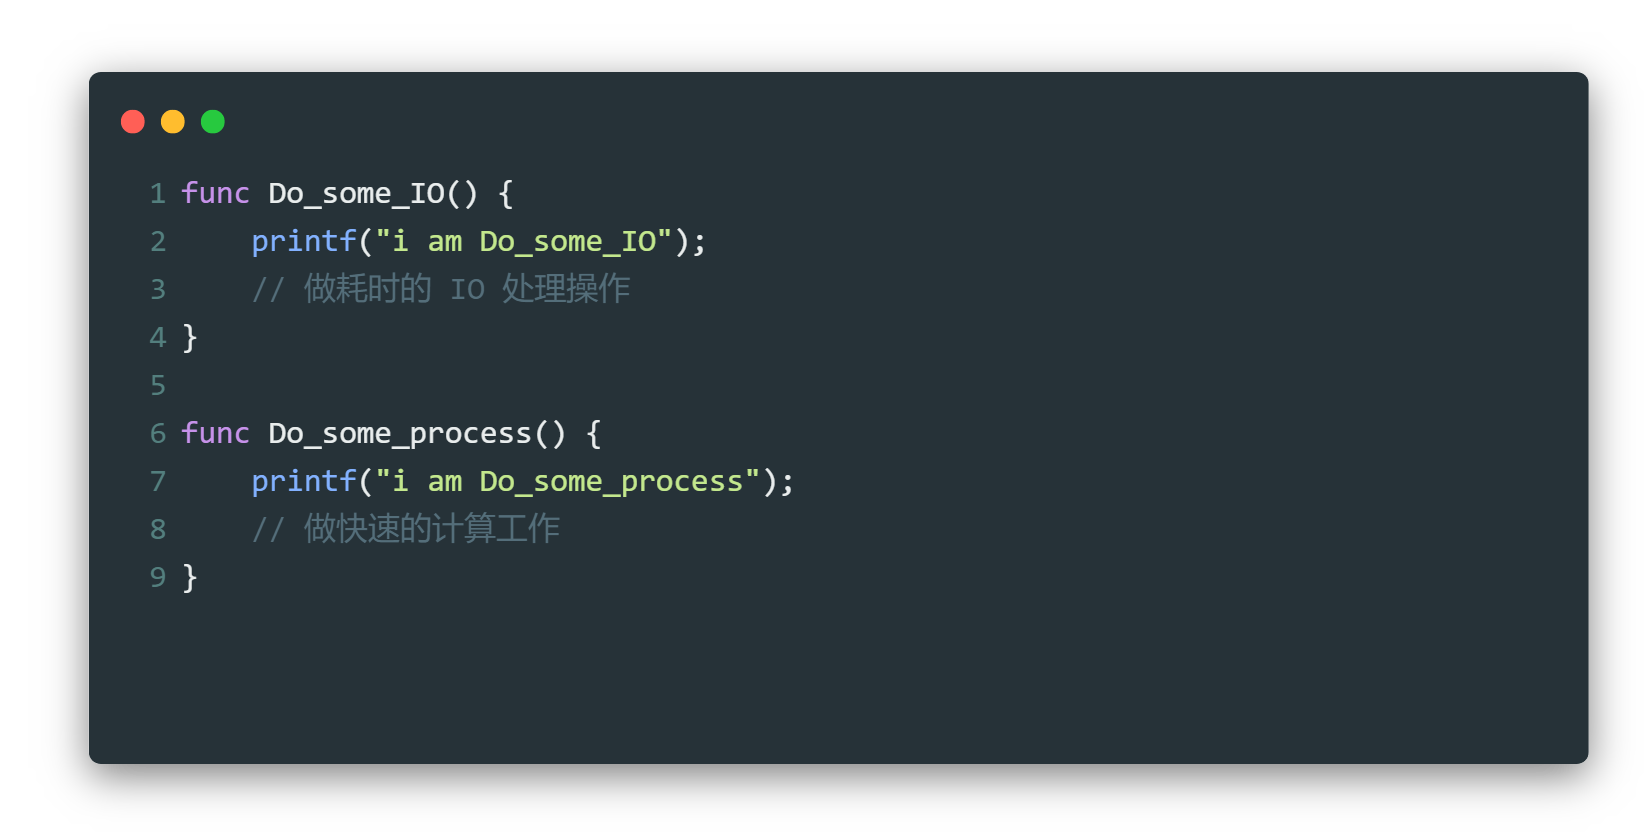 1 func Do_some_IO() {
2     printf("i am Do_some_IO");
3     // 做耗时的 IO 处理操作
4 }
5
6 func Do_some_process() {
7     printf("i am Do_some_process");
8     // 做快速的计算工作
9 }